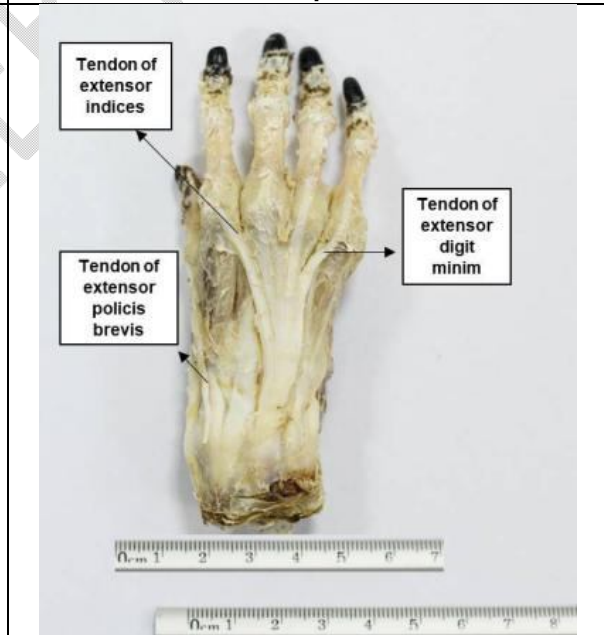 Tendon of
extensor
indices
Tendon of
extensor
digit
minim
Tendon of
extensor
policis
brevis
0cm 1 2 3 4 5 6 7
0cm 1 2 3 4 5 6 7 8